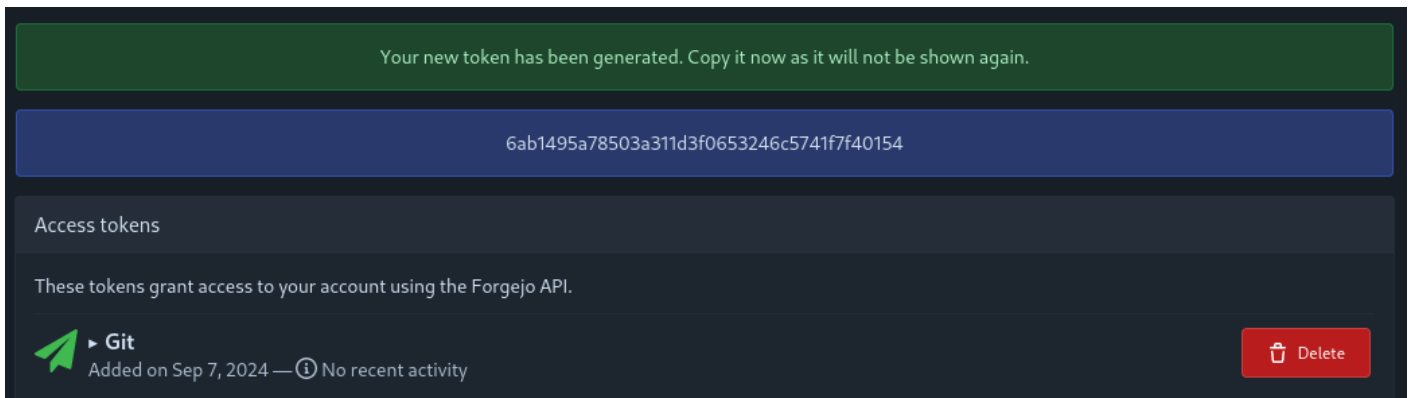 Your new token has been generated. Copy it now as it will not be shown again.
6ab1495a78503a311d3f0653246c5741f7f40154
Access tokens
These tokens grant access to your account using the Forgejo API.
▸ Git
Added on Sep 7, 2024 — ⓘ No recent activity
Delete